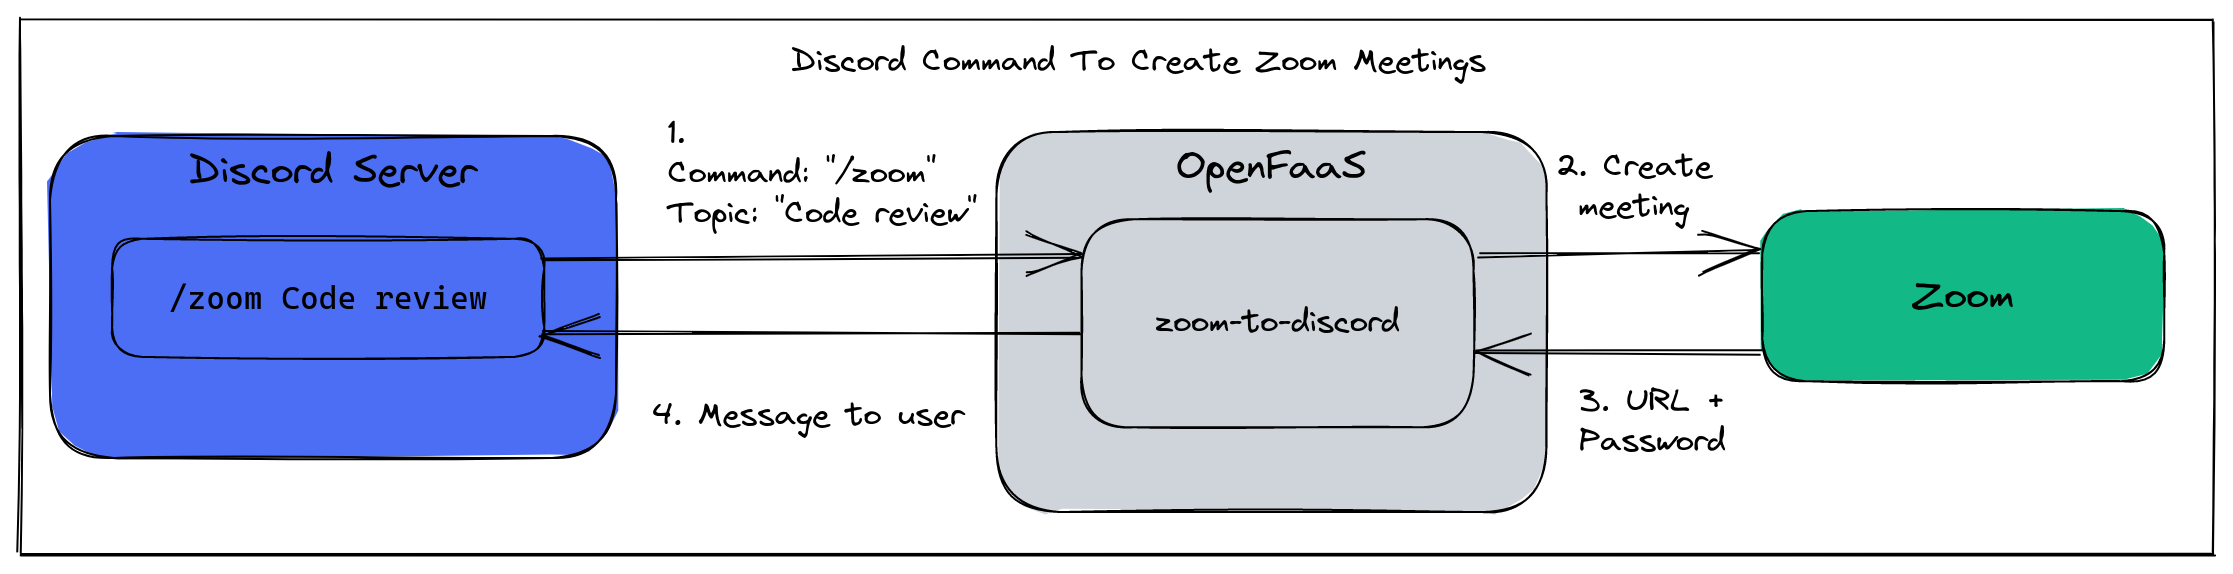 Discord Command To Create Zoom Meetings
Discord Server
/zoom Code review
1.
Command: "/zoom"
Topic: "Code review"
OpenFaaS
zoom-to-discord
2. Create
meeting
Zoom
3. URL +
Password
4. Message to user